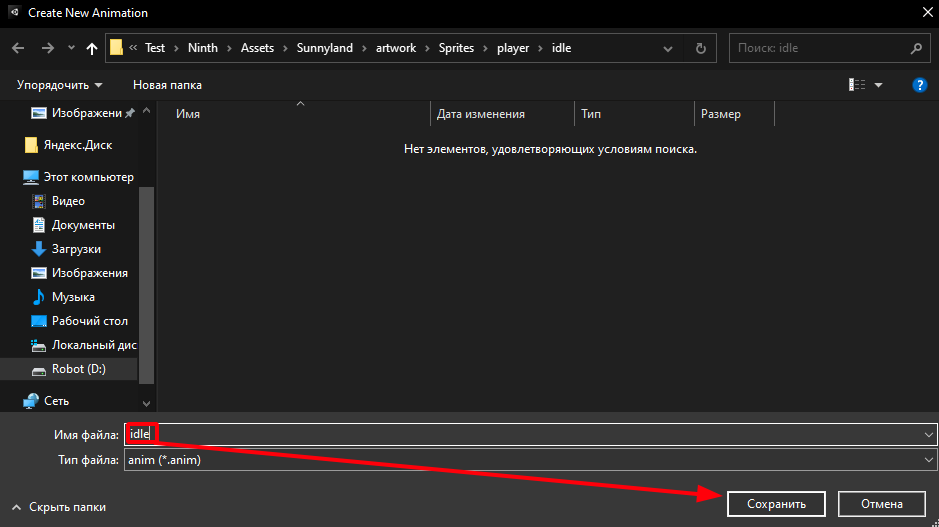 Create New Animation
« Test › Ninth › Assets › Sunnyland › artwork › Sprites › player › idle
Поиск: idle
Упорядочить
Новая папка
?
Изображени
Яндекс.Диск
Этот компьютер
Видео
Документы
Загрузки
Изображения
Музыка
Рабочий стол
Локальный дис
Robot (D:)
Сеть
Имя
Дата изменения
Тип
Размер
Нет элементов, удовлетворяющих условиям поиска.
Имя файла: idle
Тип файла: anim (*.anim)
Скрыть папки
Сохранить
Отмена